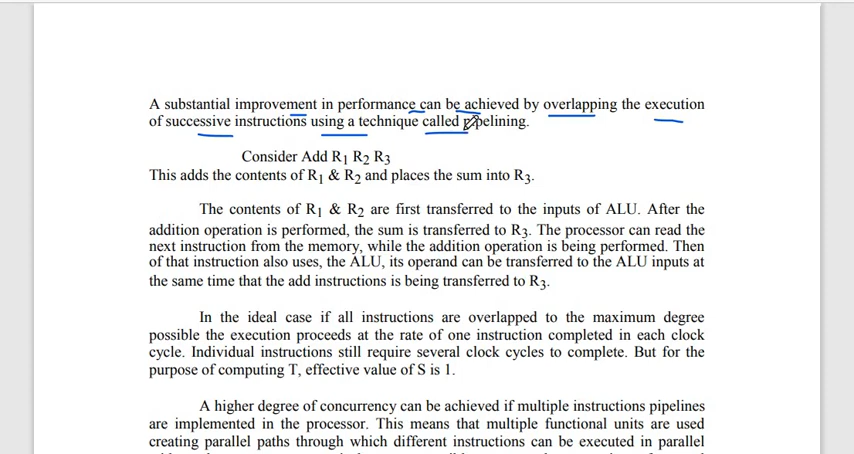 A substantial improvement in performance can be achieved by overlapping the execution
of successive instructions using a technique called pipelining.
Consider Add R1 R2 R3
This adds the contents of R1 & R2 and places the sum into R3.
The contents of R1 & R2 are first transferred to the inputs of ALU. After the
addition operation is performed, the sum is transferred to R3. The processor can read the
next instruction from the memory, while the addition operation is being performed. Then
of that instruction also uses, the ALU, its operand can be transferred to the ALU inputs at
the same time that the add instructions is being transferred to R3.
In the ideal case if all instructions are overlapped to the maximum degree
possible the execution proceeds at the rate of one instruction completed in each clock
cycle. Individual instructions still require several clock cycles to complete. But for the
purpose of computing T, effective value of S is 1.
A higher degree of concurrency can be achieved if multiple instructions pipelines
are implemented in the processor. This means that multiple functional units are used
creating parallel paths through which different instructions can be executed in parallel